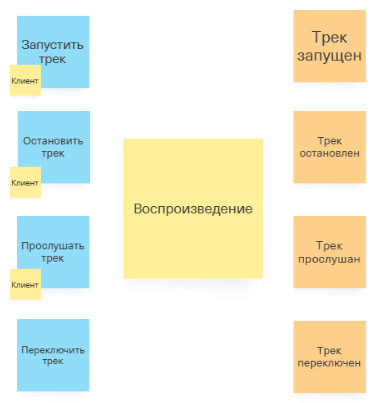 Запустить
трек
Клиент
Трек
запущен
Остановить
трек
Клиент
Трек
остановлен
Воспроизведение
Прослушать
трек
Клиент
Трек
прослушан
Переключить
трек
Трек
переключен